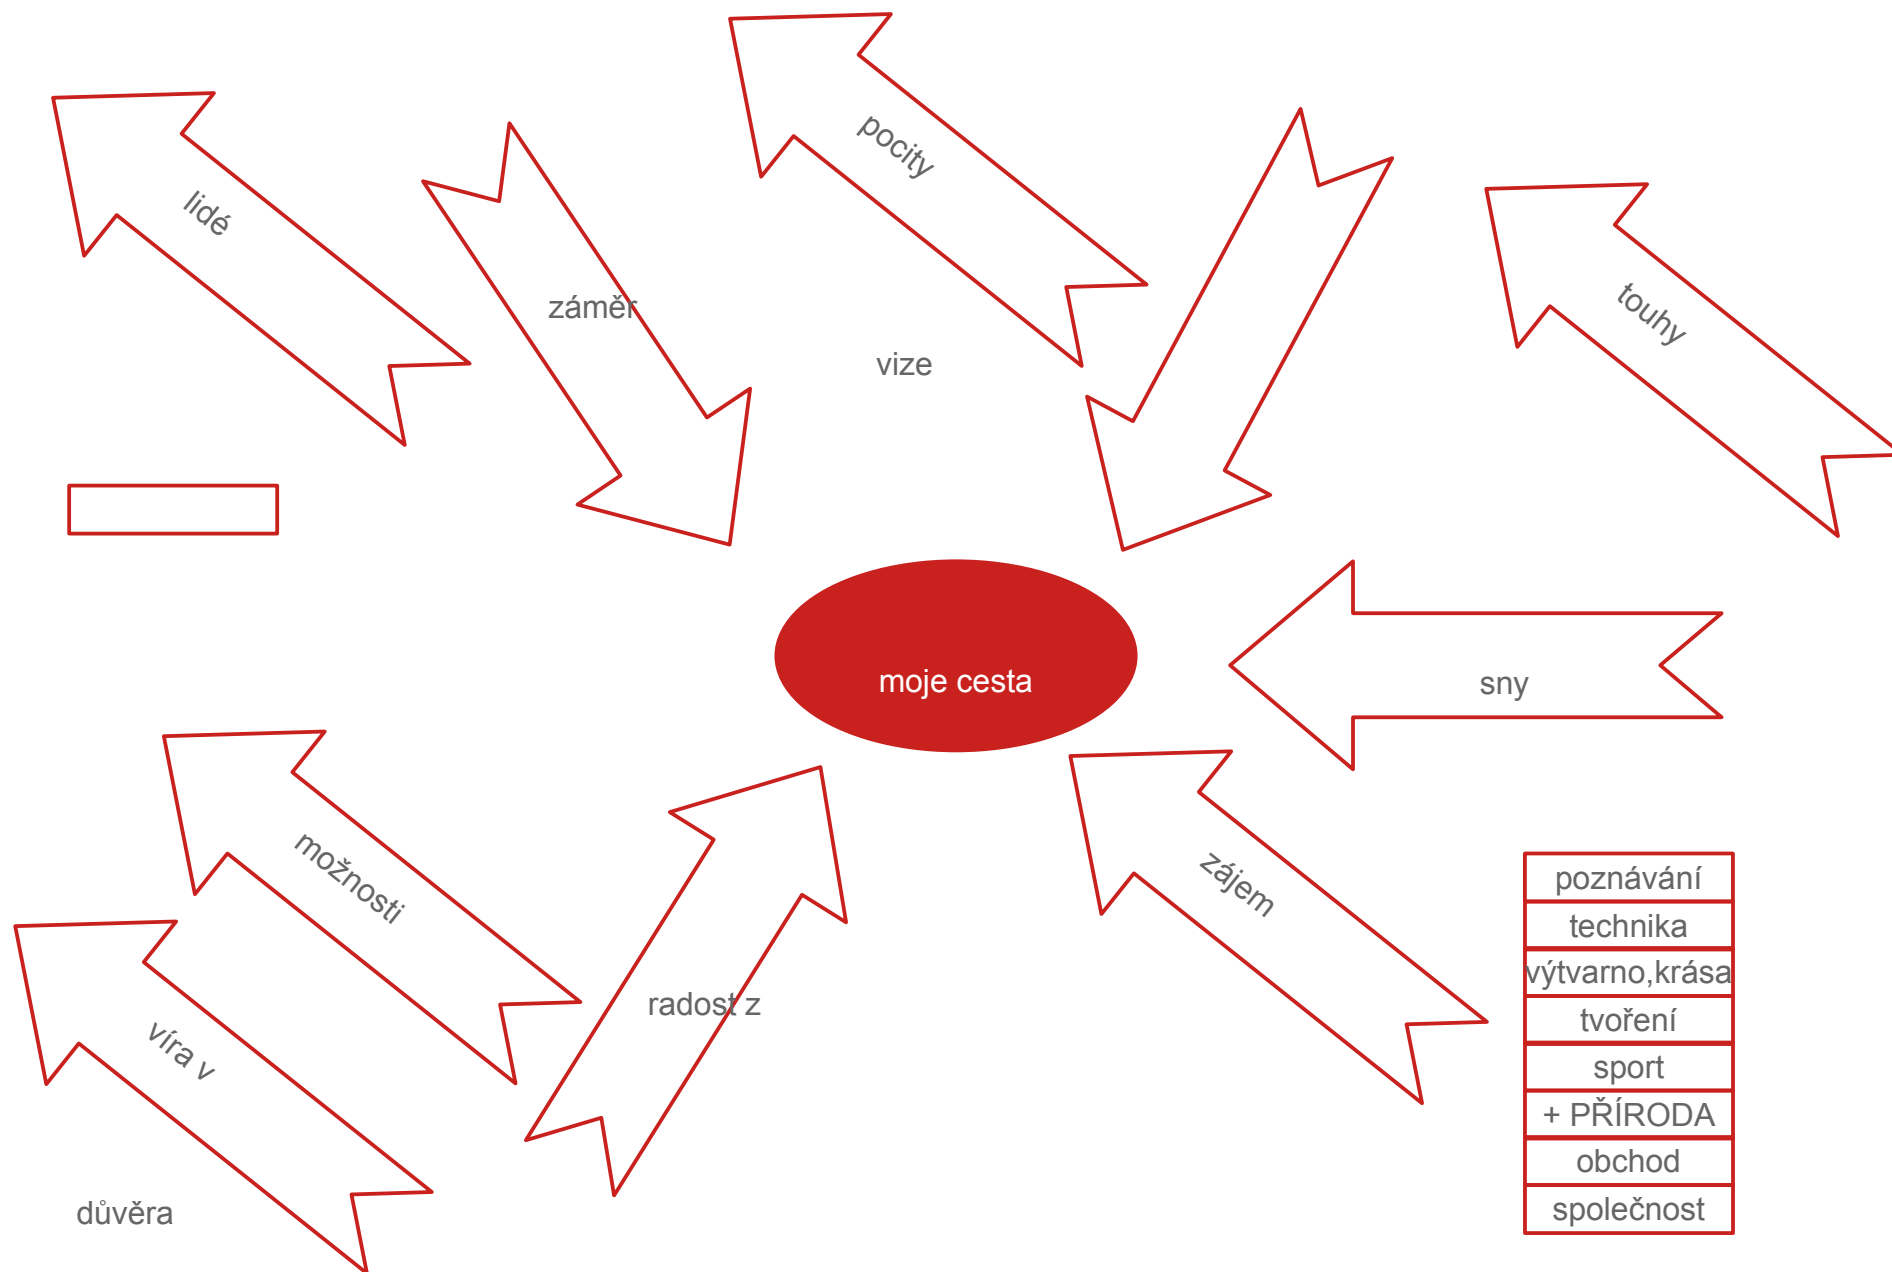 pocity
lidé
záměr
vize
touhy
moje cesta
sny
možnosti
zájem
radost z
víra v
důvěra
poznávání
technika
výtvarno,krása
tvoření
sport
+ PŘÍRODA
obchod
společnost